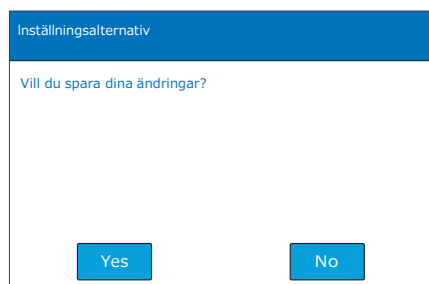 Inställningsalternativ
Vill du spara dina ändringar?
Yes
No